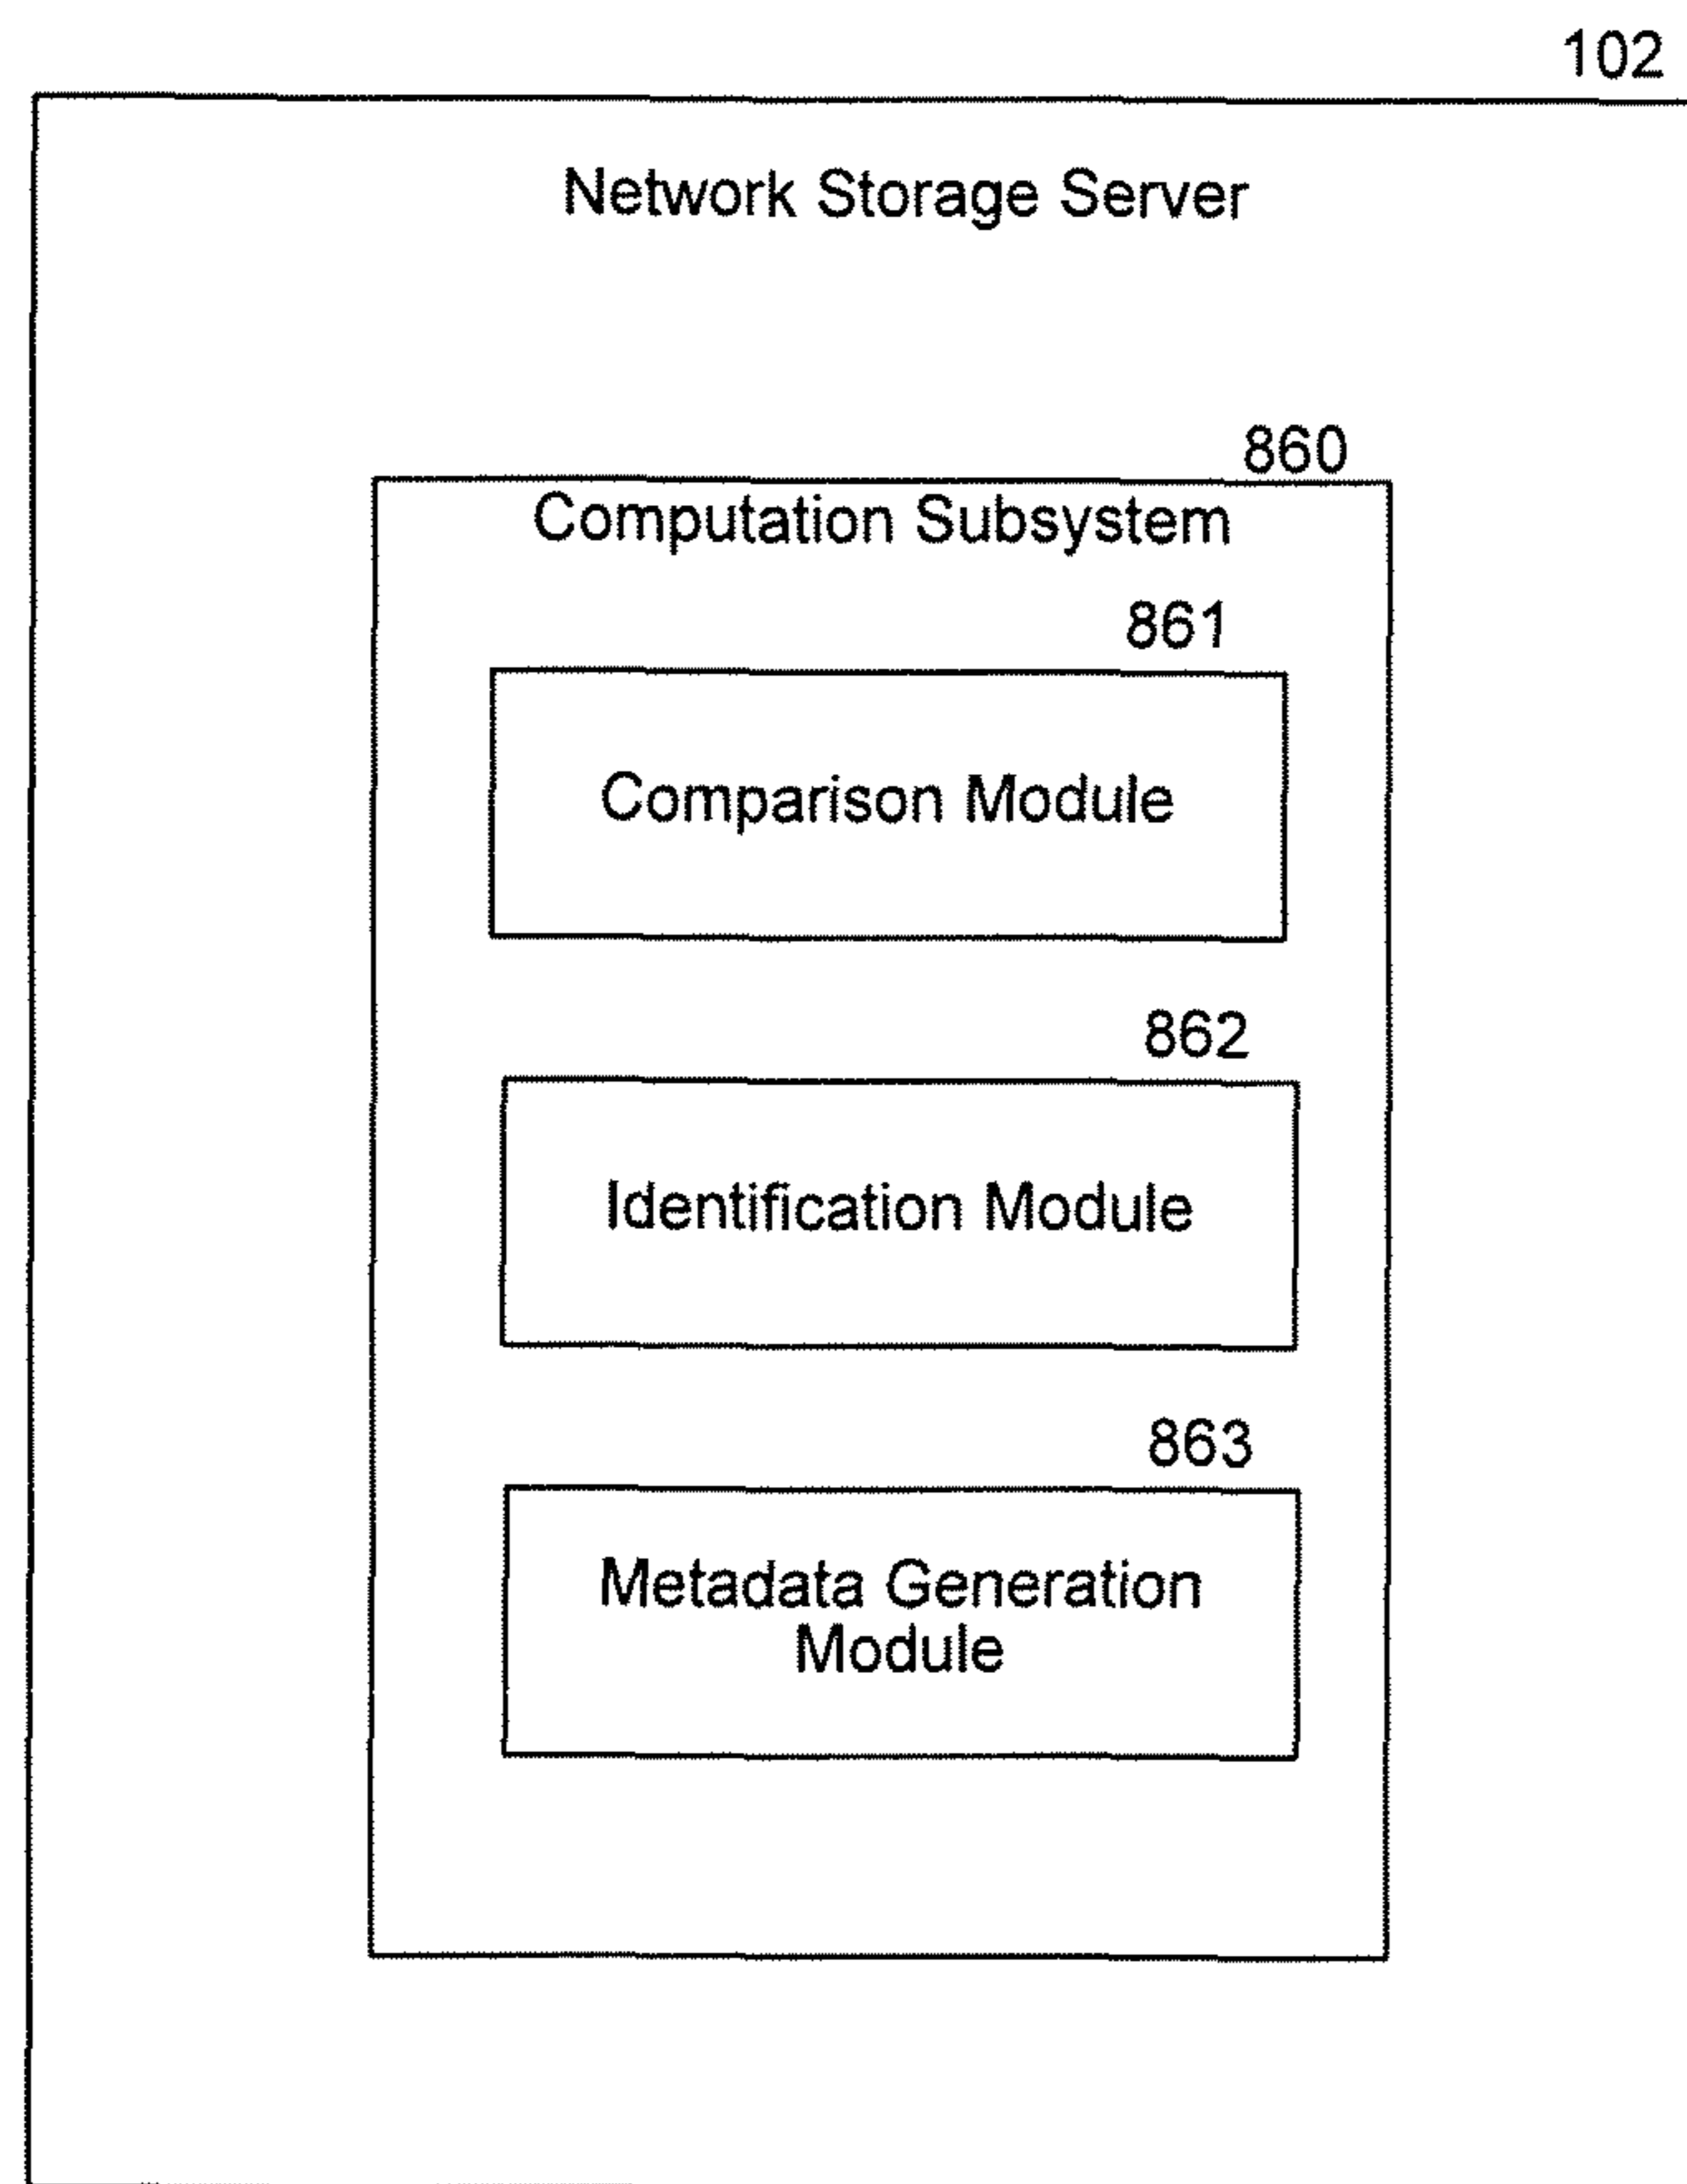 102
Network Storage Server
860
Computation Subsystem
861
Comparison Module
862
Identification Module
863
Metadata Generation
Module